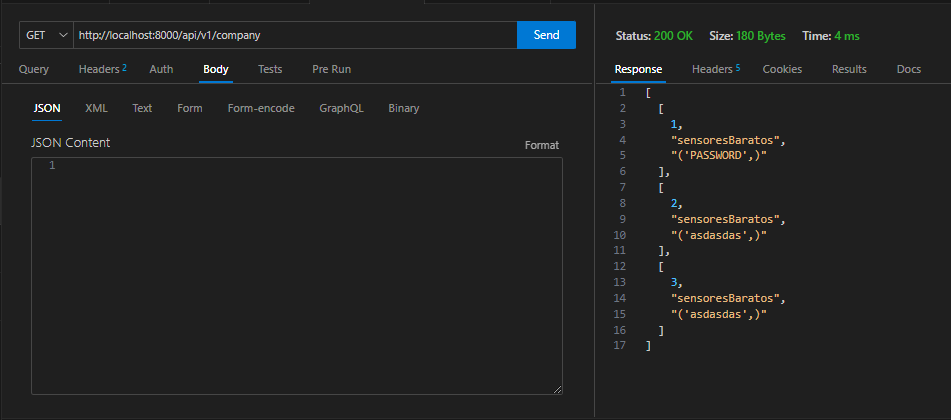 GET http://localhost:8000/api/v1/company Send
Query Headers 2 Auth Body Tests Pre Run
JSON XML Text Form Form-encode GraphQL Binary
JSON Content Format
1
Status: 200 OK Size: 180 Bytes Time: 4 ms
Response Headers 5 Cookies Results Docs
1 [
2 [
3 1,
4 "sensoresBaratos",
5 "('PASSWORD',)"
6 ],
7 [
8 2,
9 "sensoresBaratos",
10 "('asdasdas',)"
11 ],
12 [
13 3,
14 "sensoresBaratos",
15 "('asdasdas',)"
16 ]
17 ]